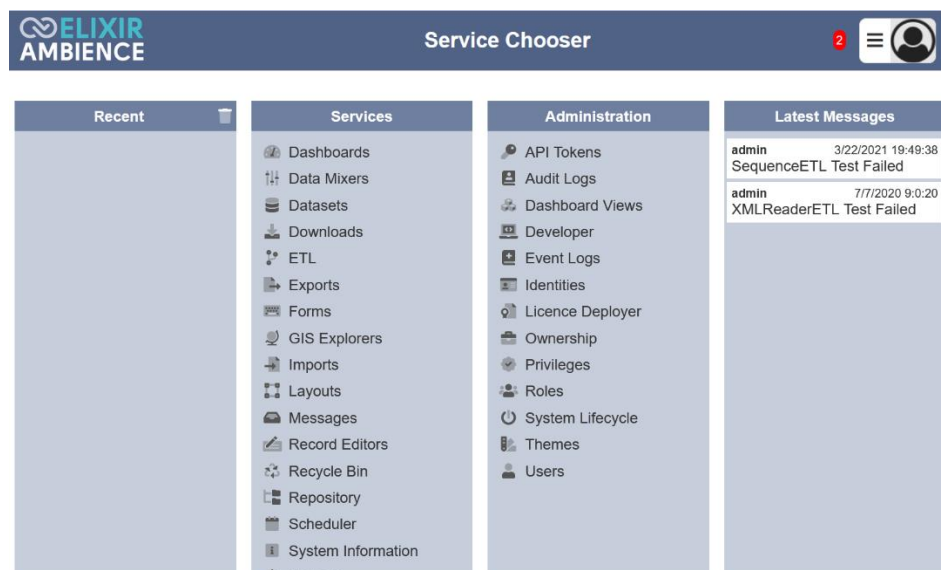 ELIXIR
AMBIENCE
Service Chooser
2
Recent
Services
Dashboards
Data Mixers
Datasets
Downloads
ETL
Exports
Forms
GIS Explorers
Imports
Layouts
Messages
Record Editors
Recycle Bin
Repository
Scheduler
System Information
Administration
API Tokens
Audit Logs
Dashboard Views
Developer
Event Logs
Identities
Licence Deployer
Ownership
Privileges
Roles
System Lifecycle
Themes
Users
Latest Messages
admin 3/22/2021 19:49:38
SequenceETL Test Failed
admin 7/7/2020 9:0:20
XMLReaderETL Test Failed